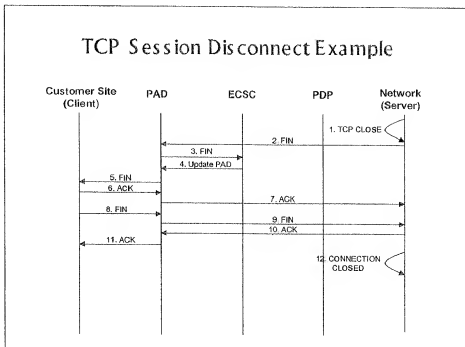 TCP Session Disconnect Example
Customer Site
(Client)
PAD
ECSC
PDP
Network
(Server)
1. TCP CLOSE
2. FIN
3. FIN
4. Update PAD
5. FIN
6. ACK
7. ACK
8. FIN
9. FIN
10. ACK
11. ACK
12. CONNECTION
CLOSED